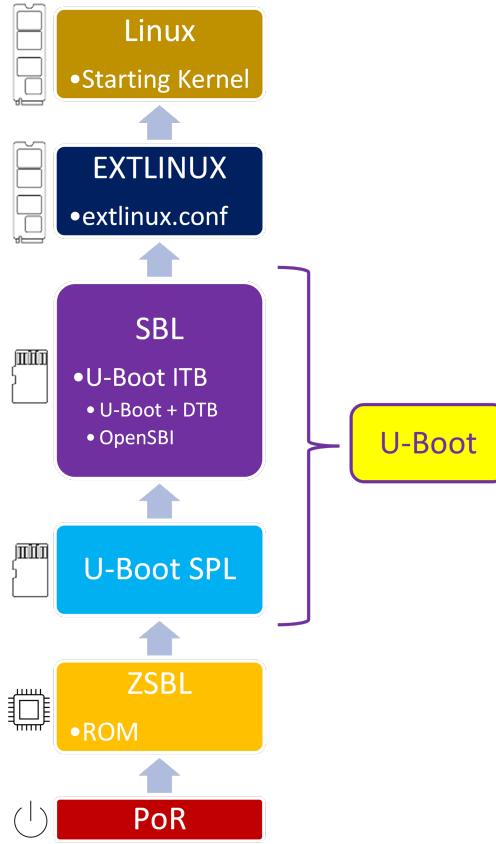 Linux
•Starting Kernel
EXTLINUX
•extlinux.conf
SBL
•U-Boot ITB
• U-Boot + DTB
• OpenSBI
U-Boot
U-Boot SPL
ZSBL
•ROM
PoR